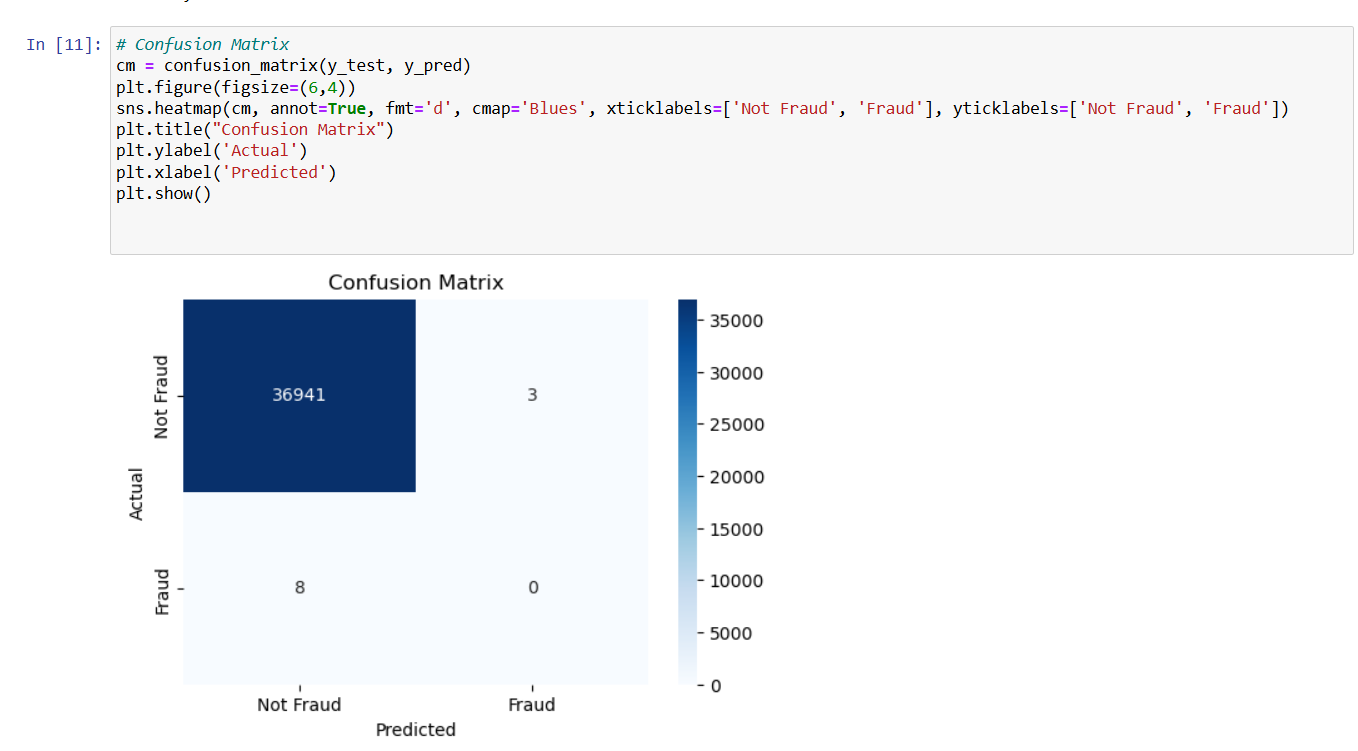 In [11]:
# Confusion Matrix
cm = confusion_matrix(y_test, y_pred)
plt.figure(figsize=(6,4))
sns.heatmap(cm, annot=True, fmt='d', cmap='Blues', xticklabels=['Not Fraud', 'Fraud'], yticklabels=['Not Fraud', 'Fraud'])
plt.title("Confusion Matrix")
plt.ylabel('Actual')
plt.xlabel('Predicted')
plt.show()
Confusion Matrix
Actual
Not Fraud
36941
3
Fraud
8
0
Not Fraud
Fraud
Predicted
35000
30000
25000
20000
15000
10000
5000
0